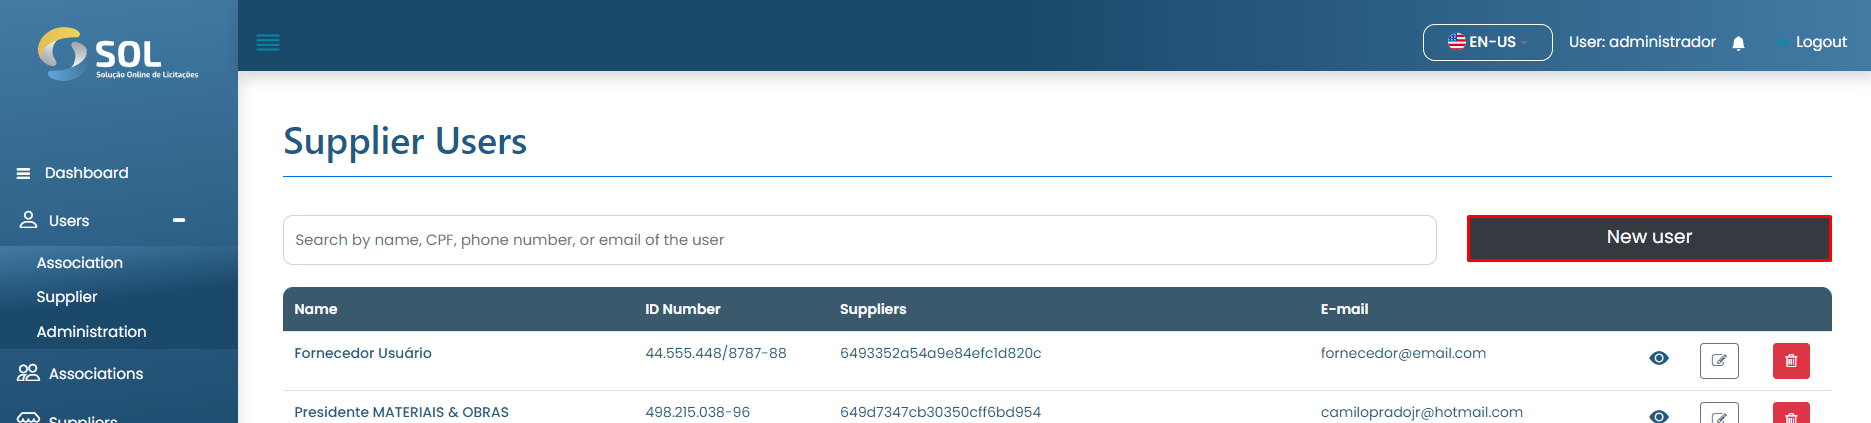 SOL
Solução Online de Licitações
EN-US
User: administrador
Logout
Dashboard
Users
Association
Supplier
Administration
Associations
Suppliers
Supplier Users
Search by name, CPF, phone number, or email of the user
New user
Name ID Number Suppliers E-mail
Fornecedor Usuário 44.555.448/8787-88 6493352a54a9e84efc1d820c fornecedor@email.com
Presidente MATERIAIS & OBRAS 498.215.038-96 649d7347cb30350cff6bd954 camilopradojr@hotmail.com